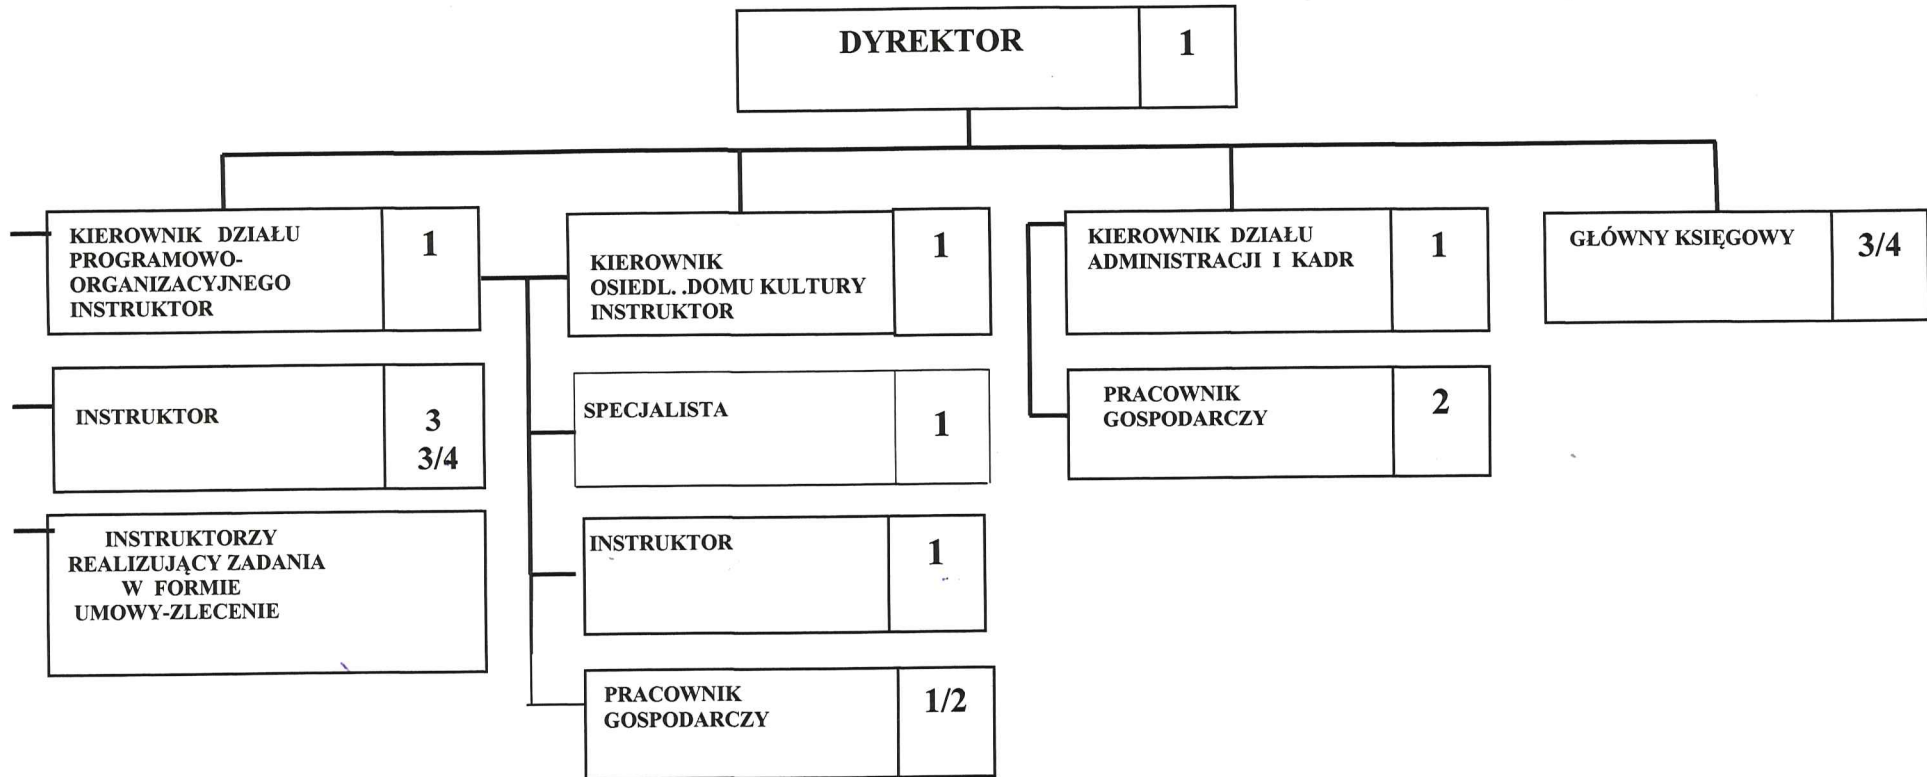 DYREKTOR
1
KIEROWNIK DZIAŁU
PROGRAMOWO-
ORGANIZACYJNEGO
INSTRUKTOR
1
KIEROWNIK
OSIEDL. .DOMU KULTURY
INSTRUKTOR
1
KIEROWNIK DZIAŁU
ADMINISTRACJI I KADR
1
GŁÓWNY KSIĘGOWY
3/4
INSTRUKTOR
3
3/4
SPECJALISTA
1
PRACOWNIK
GOSPODARCZY
2
INSTRUKTORZY
REALIZUJĄCY ZADANIA
W FORMIE
UMOWY-ZLECENIE
INSTRUKTOR
1
PRACOWNIK
GOSPODARCZY
1/2